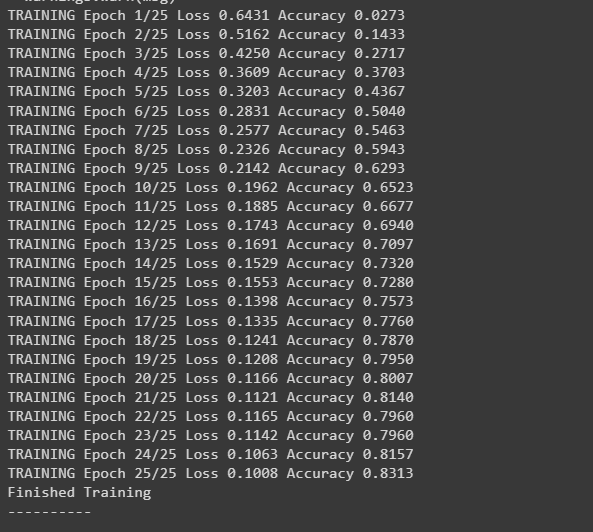 warnings.warn(msg)
TRAINING Epoch 1/25 Loss 0.6431 Accuracy 0.0273
TRAINING Epoch 2/25 Loss 0.5162 Accuracy 0.1433
TRAINING Epoch 3/25 Loss 0.4250 Accuracy 0.2717
TRAINING Epoch 4/25 Loss 0.3609 Accuracy 0.3703
TRAINING Epoch 5/25 Loss 0.3203 Accuracy 0.4367
TRAINING Epoch 6/25 Loss 0.2831 Accuracy 0.5040
TRAINING Epoch 7/25 Loss 0.2577 Accuracy 0.5463
TRAINING Epoch 8/25 Loss 0.2326 Accuracy 0.5943
TRAINING Epoch 9/25 Loss 0.2142 Accuracy 0.6293
TRAINING Epoch 10/25 Loss 0.1962 Accuracy 0.6523
TRAINING Epoch 11/25 Loss 0.1885 Accuracy 0.6677
TRAINING Epoch 12/25 Loss 0.1743 Accuracy 0.6940
TRAINING Epoch 13/25 Loss 0.1691 Accuracy 0.7097
TRAINING Epoch 14/25 Loss 0.1529 Accuracy 0.7320
TRAINING Epoch 15/25 Loss 0.1553 Accuracy 0.7280
TRAINING Epoch 16/25 Loss 0.1398 Accuracy 0.7573
TRAINING Epoch 17/25 Loss 0.1335 Accuracy 0.7760
TRAINING Epoch 18/25 Loss 0.1241 Accuracy 0.7870
TRAINING Epoch 19/25 Loss 0.1208 Accuracy 0.7950
TRAINING Epoch 20/25 Loss 0.1166 Accuracy 0.8007
TRAINING Epoch 21/25 Loss 0.1121 Accuracy 0.8140
TRAINING Epoch 22/25 Loss 0.1165 Accuracy 0.7960
TRAINING Epoch 23/25 Loss 0.1142 Accuracy 0.7960
TRAINING Epoch 24/25 Loss 0.1063 Accuracy 0.8157
TRAINING Epoch 25/25 Loss 0.1008 Accuracy 0.8313
Finished Training
----------